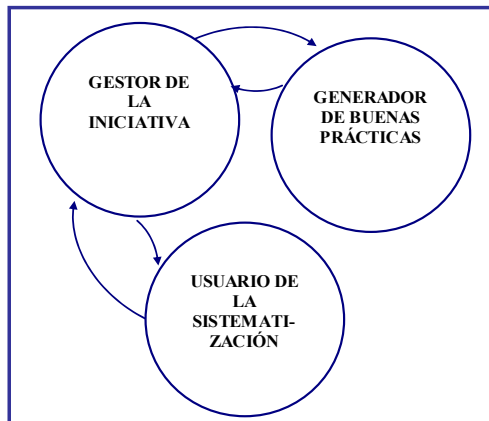 GESTOR DE
LA
INICIATIVA
GENERADOR
DE BUENAS
PRÁCTICAS
USUARIO DE
LA
SISTEMATI-
ZACIÓN